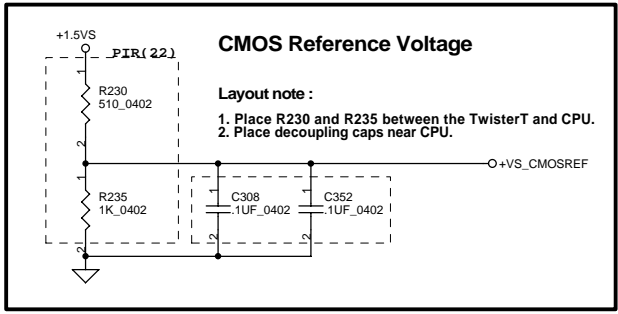 +1.5VS
PIR(22)
CMOS Reference Voltage
1
R230
510_0402
2
Layout note :
1. Place R230 and R235 between the TwisterT and CPU.
2. Place decoupling caps near CPU.
+VS_CMOSREF
1
R235
1K_0402
2
1
C308
.1UF_0402
2
1
C352
.1UF_0402
2